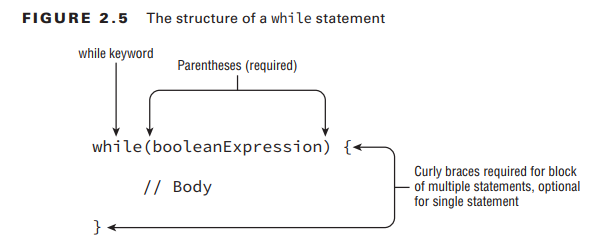 FIGURE 2.5 The structure of a while statement
while keyword
Parentheses (required)
while(booleanExpression) {
// Body
}
Curly braces required for block
of multiple statements, optional
for single statement